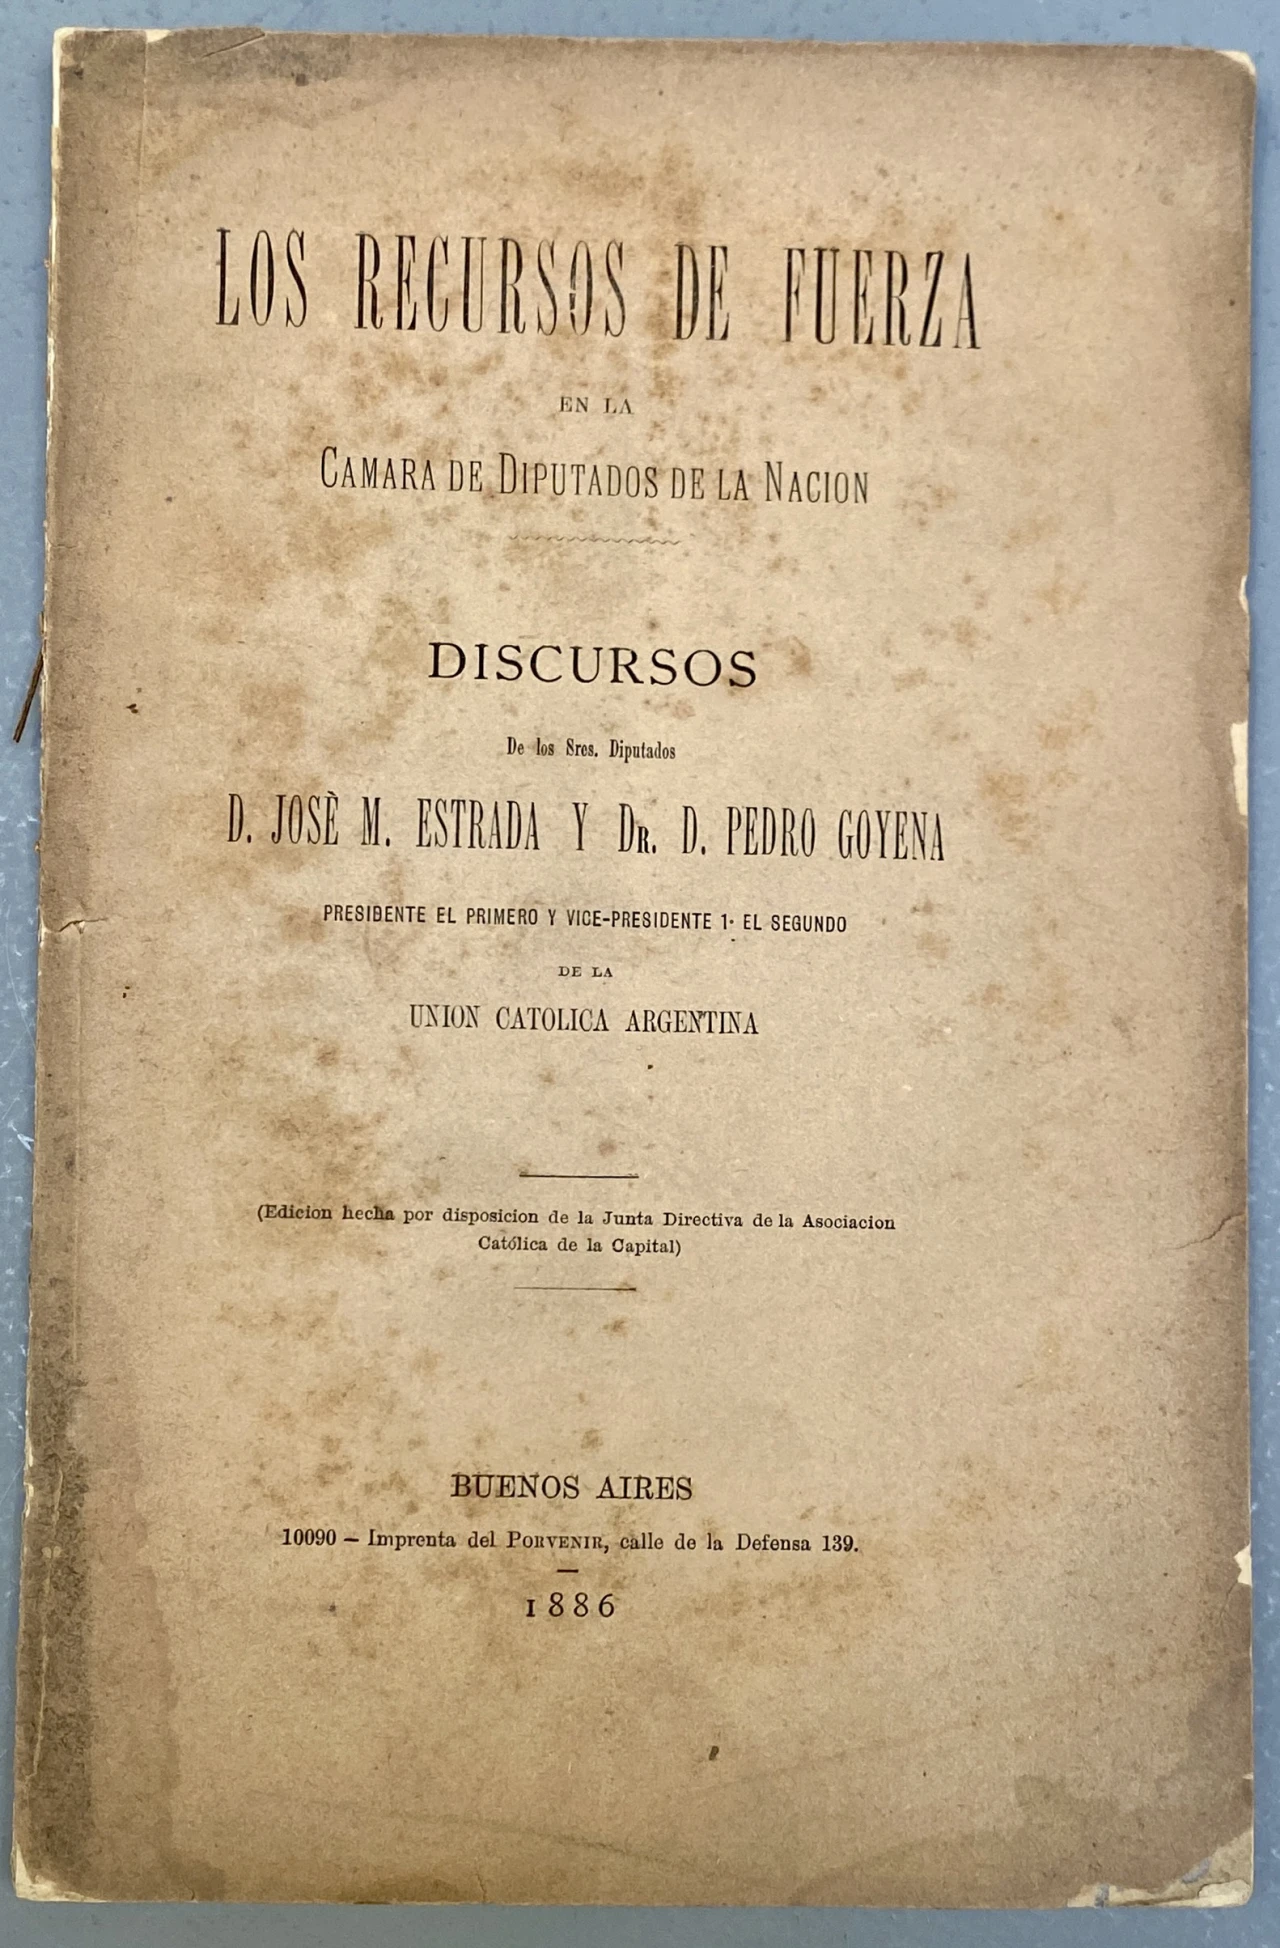 LOS RECURSOS DE FUERZA
EN LA
CAMARA DE DIPUTADOS DE LA NACION
DISCURSOS
De los Sres. Diputados
D. JOSÈ M. ESTRADA Y DR. D. PEDRO GOYENA
PRESIDENTE EL PRIMERO Y VICE-PRESIDENTE 1· EL SEGUNDO
DE LA
UNION CATOLICA ARGENTINA
(Edicion hecha por disposicion de la Junta Directiva de la Asociacion
Católica de la Capital)
BUENOS AIRES
10090 — Imprenta del PORVENIR, calle de la Defensa 139.
1886